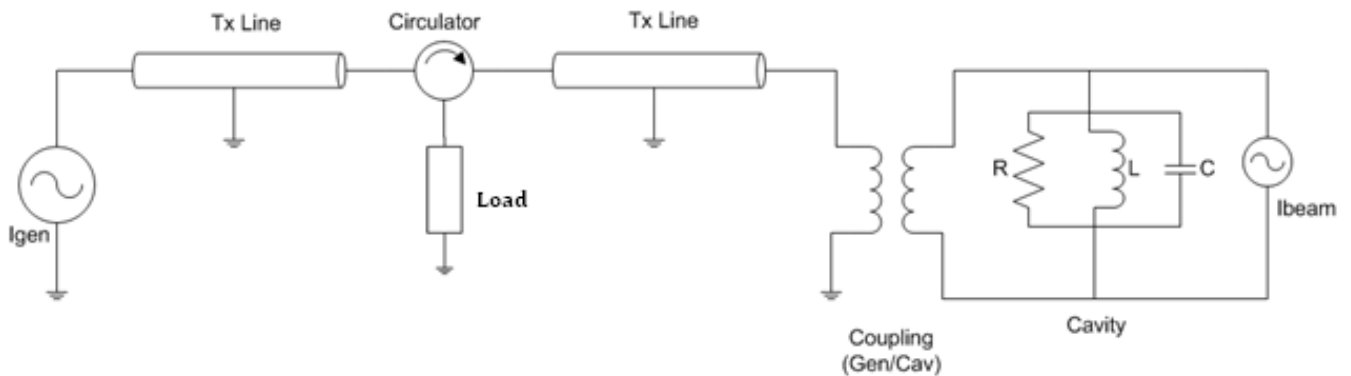 Tx Line
Circulator
Tx Line
Igen
Load
R
L
C
Ibeam
Coupling
(Gen/Cav)
Cavity